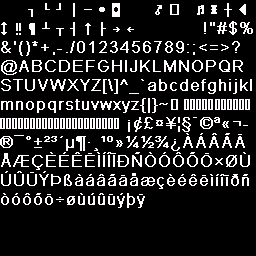 ┐ └ ┘ │ − • ◘ ♪ □ ♫ ╣ ┤ ◄
↕ ‼ ¶ ┴ ┬ ┤ ↑ ├ → ← !"#$%
&'()*+,-./0123456789:;<=>?
@ABCDEFGHIJKLMNOPQR
STUVWXYZ[\]^_`abcdefghijkl
mnopqrstuvwxyz{|}~
¡¢£¤¥¦§¨©ª«¬-
®¯°±²³´µ¶·¸¹º»¼½¾¿ÀÁÂÃÄ
ÅÆÇÈÉÊËÌÍÎÏÐÑÒÓÔÕÖ×ØÙ
ÚÛÜÝÞßàáâãäåæçèéêëìíîïðñ
òóôõö÷øùúûüýþÿ